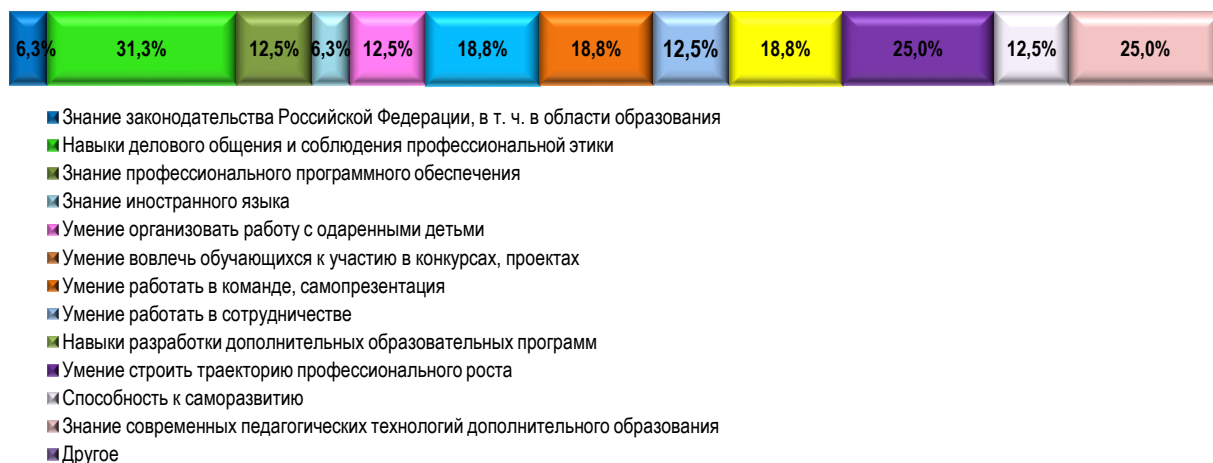 6,3% 31,3% 12,5% 6,3% 12,5% 18,8% 18,8% 12,5% 18,8% 25,0% 12,5% 25,0%
Знание законодательства Российской Федерации, в т. ч. в области образования
Навыки делового общения и соблюдения профессиональной этики
Знание профессионального программного обеспечения
Знание иностранного языка
Умение организовать работу с одаренными детьми
Умение вовлечь обучающихся к участию в конкурсах, проектах
Умение работать в команде, самопрезентация
Умение работать в сотрудничестве
Навыки разработки дополнительных образовательных программ
Умение строить траекторию профессионального роста
Способность к саморазвитию
Знание современных педагогических технологий дополнительного образования
Другое